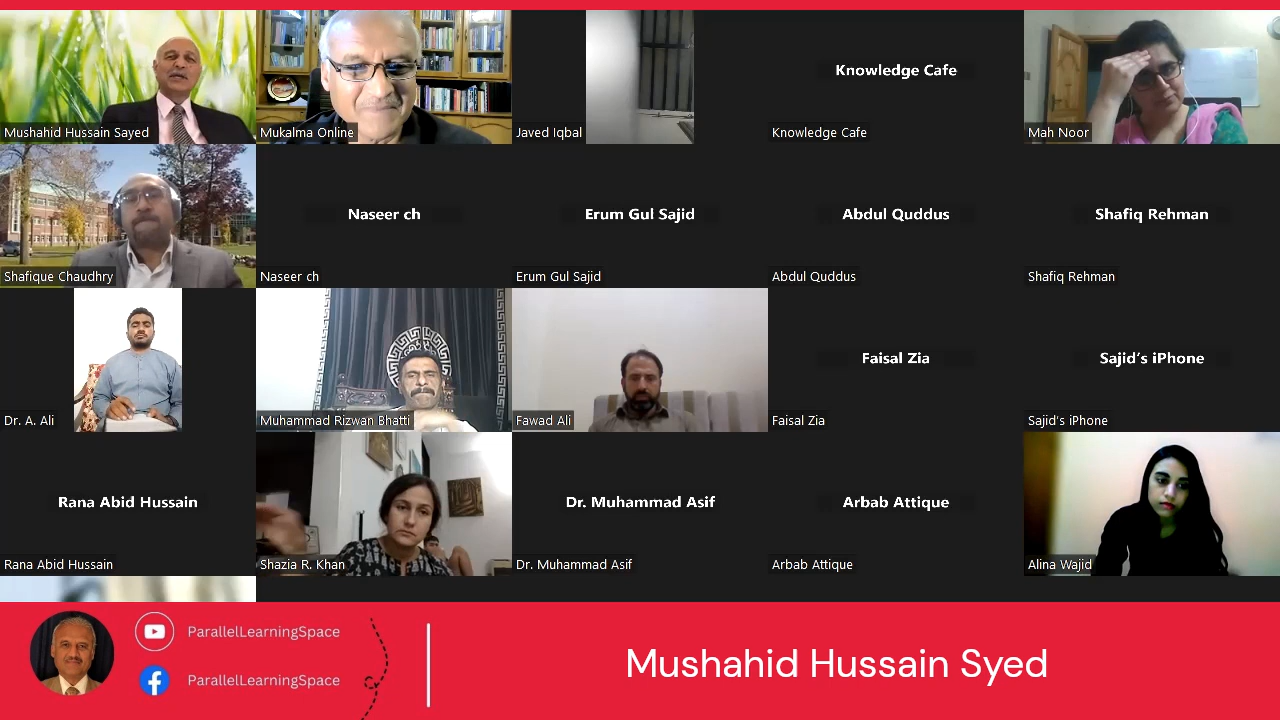 Mushahid Hussain Sayed
Mukalma Online
Javed Iqbal
Knowledge Cafe
Knowledge Cafe
Mah Noor
Shafique Chaudhry
Naseer ch
Naseer ch
Erum Gul Sajid
Erum Gul Sajid
Abdul Quddus
Abdul Quddus
Shafiq Rehman
Shafiq Rehman
Dr. A. Ali
Muhammad Rizwan Bhatti
Fawad Ali
Faisal Zia
Faisal Zia
Sajid's iPhone
Sajid's iPhone
Rana Abid Hussain
Rana Abid Hussain
Shazia R. Khan
Dr. Muhammad Asif
Dr. Muhammad Asif
Arbab Attique
Arbab Attique
Alina Wajid
ParallelLearningSpace
ParallelLearningSpace
Mushahid Hussain Syed